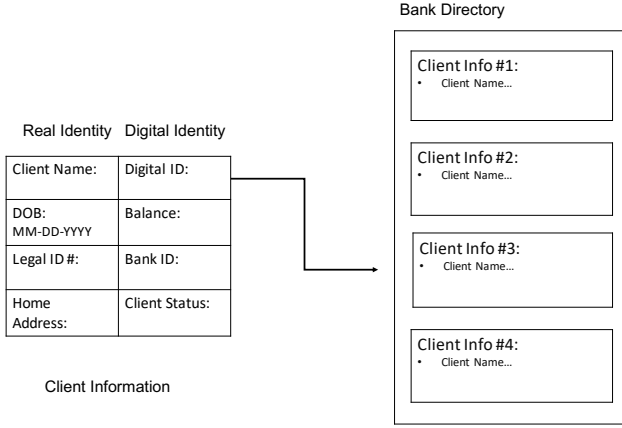 Bank Directory
Client Info #1:
• Client Name...
Client Info #2:
• Client Name...
Client Info #3:
• Client Name...
Client Info #4:
• Client Name...
Real Identity Digital Identity
Client Name: Digital ID:
DOB: Balance:
MM-DD-YYYY
Legal ID #: Bank ID:
Home Client Status:
Address:
Client Information